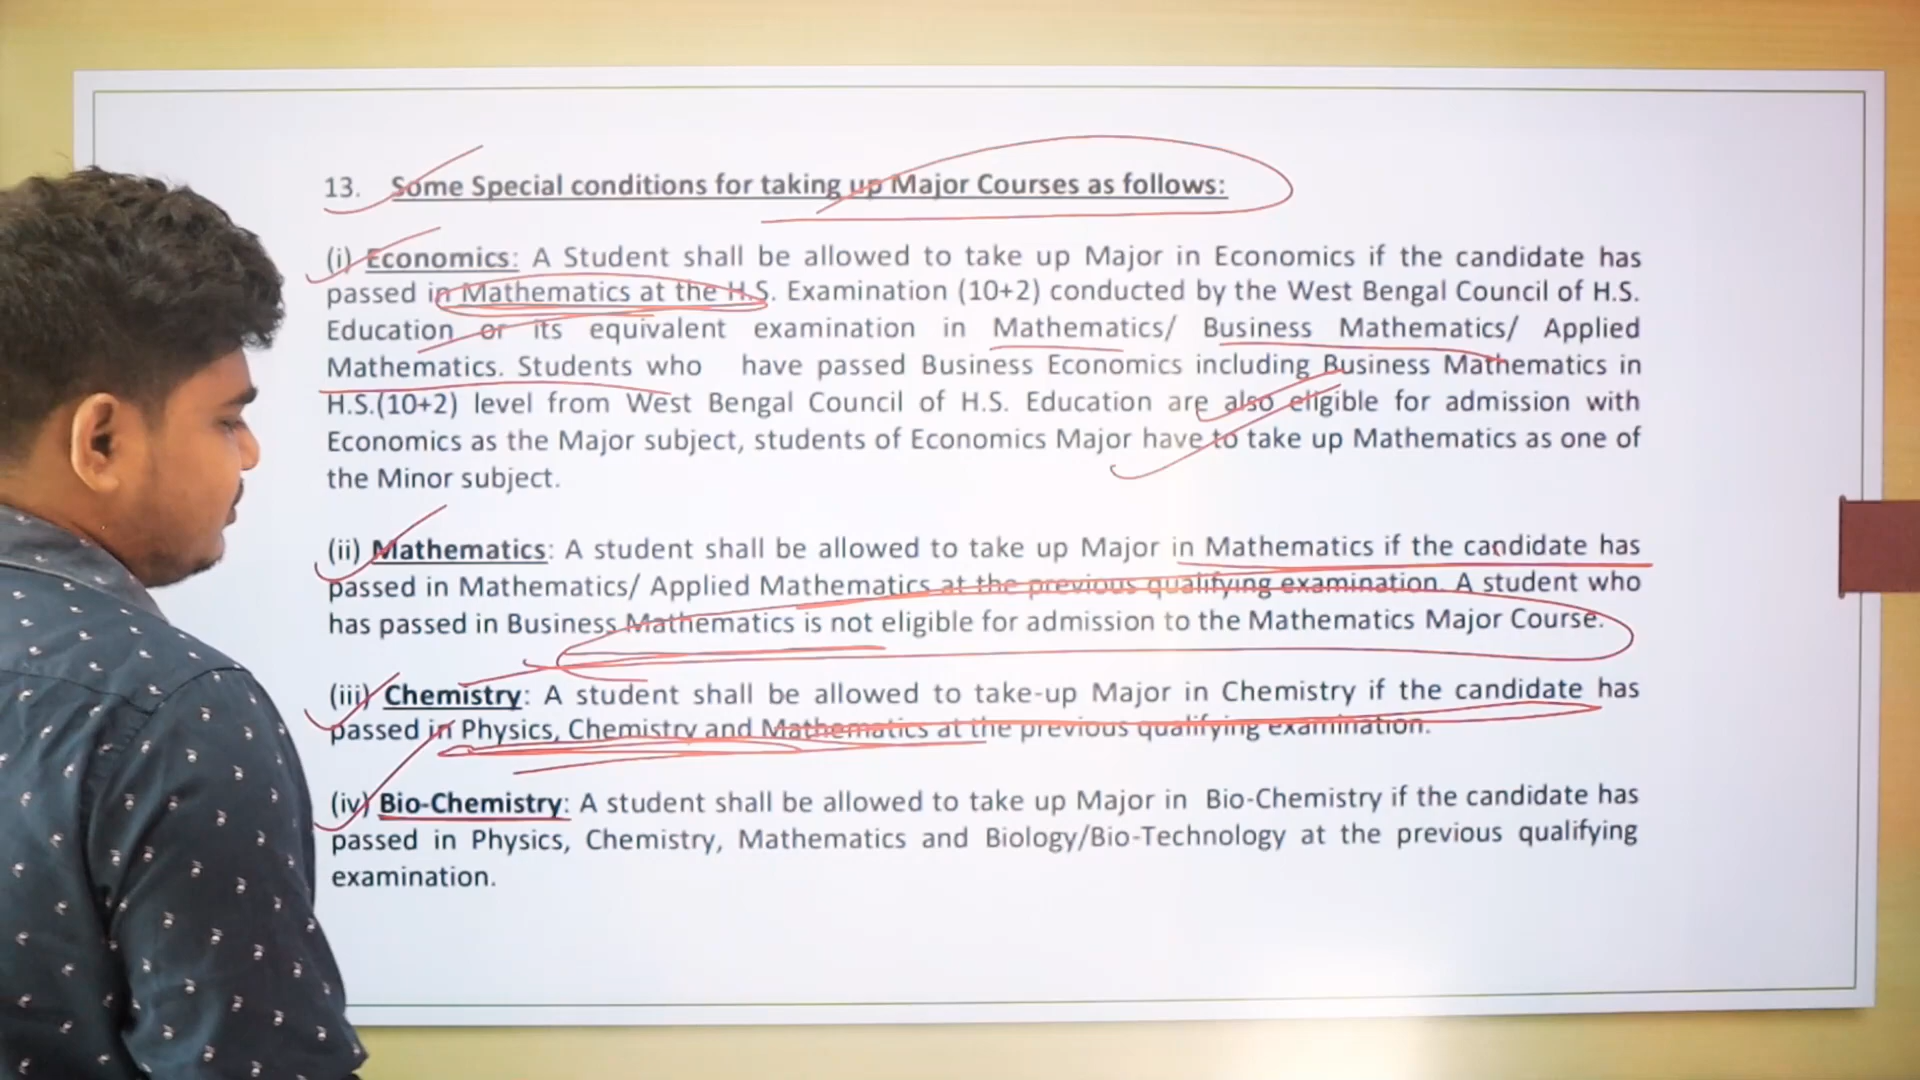 13. Some Special conditions for taking up Major Courses as follows:
(i) Economics: A Student shall be allowed to take up Major in Economics if the candidate has
passed in Mathematics at the H.S. Examination (10+2) conducted by the West Bengal Council of H.S.
Education or its equivalent examination in Mathematics/ Business Mathematics/ Applied
Mathematics. Students who have passed Business Economics including Business Mathematics in
H.S.(10+2) level from West Bengal Council of H.S. Education are also eligible for admission with
Economics as the Major subject, students of Economics Major have to take up Mathematics as one of
the Minor subject.
(ii) Mathematics: A student shall be allowed to take up Major in Mathematics if the candidate has
passed in Mathematics/ Applied Mathematics at the previous qualifying examination. A student who
has passed in Business Mathematics is not eligible for admission to the Mathematics Major Course.
(iii) Chemistry: A student shall be allowed to take-up Major in Chemistry if the candidate has
passed in Physics, Chemistry and Mathematics at the previous qualifying examination.
(iv) Bio-Chemistry: A student shall be allowed to take up Major in Bio-Chemistry if the candidate has
passed in Physics, Chemistry, Mathematics and Biology/Bio-Technology at the previous qualifying
examination.